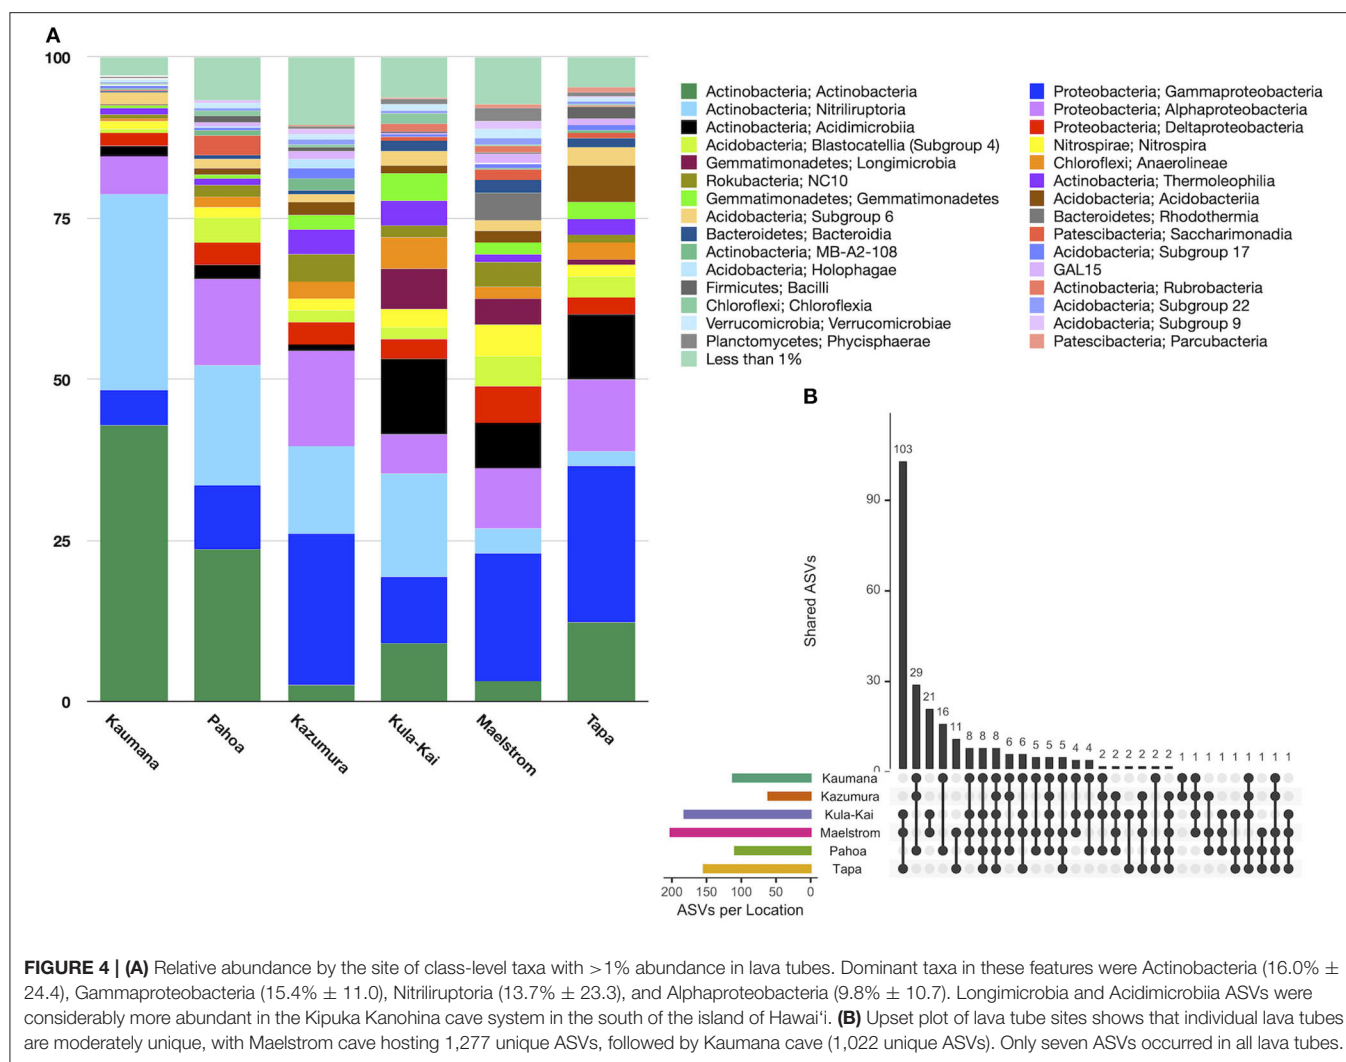 A
100
75
50
25
0
Kaumana
Pahoa
Kazumura
Kula-Kai
Maelstrom
Tapa
Actinobacteria; Actinobacteria
Actinobacteria; Nitriliruptoria
Actinobacteria; Acidimicrobiia
Acidobacteria; Blastocatellia (Subgroup 4)
Gemmatimonadetes; Longimicrobia
Rokubacteria; NC10
Gemmatimonadetes; Gemmatimonadetes
Acidobacteria; Subgroup 6
Bacteroidetes; Bacteroidia
Actinobacteria; MB-A2-108
Acidobacteria; Holophagae
Firmicutes; Bacilli
Chloroflexi; Chloroflexia
Verrucomicrobia; Verrucomicrobiae
Planctomycetes; Phycisphaerae
Less than 1%
Proteobacteria; Gammaproteobacteria
Proteobacteria; Alphaproteobacteria
Proteobacteria; Deltaproteobacteria
Nitrospirae; Nitrospira
Chloroflexi; Anaerolineae
Actinobacteria; Thermoleophilia
Acidobacteria; Acidobacteriia
Bacteroidetes; Rhodothermia
Patescibacteria; Saccharimonadia
Acidobacteria; Subgroup 17
GAL15
Actinobacteria; Rubrobacteria
Acidobacteria; Subgroup 22
Acidobacteria; Subgroup 9
Patescibacteria; Parcubacteria
B
Shared ASVs
90
60
30
0
103 29 21 16 11 8 8 8 6 6 5 5 5 4 4 2 2 2 2 2 2 1 1 1 1 1 1 1 1 1
Kaumana
Kazumura
Kula-Kai
Maelstrom
Pahoa
Tapa
200 150 100 50 0
ASVs per Location
FIGURE 4 | (A) Relative abundance by the site of class-level taxa with >1% abundance in lava tubes. Dominant taxa in these features were Actinobacteria (16.0% ±
24.4), Gammaproteobacteria (15.4% ± 11.0), Nitriliruptoria (13.7% ± 23.3), and Alphaproteobacteria (9.8% ± 10.7). Longimicrobia and Acidimicrobiia ASVs were
considerably more abundant in the Kipuka Kanohina cave system in the south of the island of Hawai‘i. (B) Upset plot of lava tube sites shows that individual lava tubes
are moderately unique, with Maelstrom cave hosting 1,277 unique ASVs, followed by Kaumana cave (1,022 unique ASVs). Only seven ASVs occurred in all lava tubes.